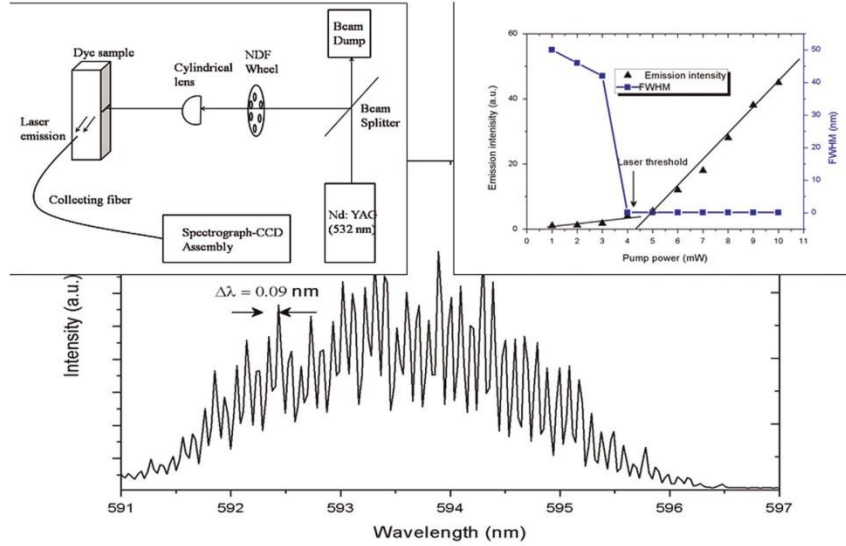 Beam
Dump
Dye sample
NDF
Wheel
Cylindrical
lens
Beam
Splitter
Laser
emission
Collecting fiber
Nd: YAG
(532 nm)
Spectrograph-CCD
Assembly
60
40
20
0
Emission intensity (a.u.)
Emission intensity
FWHM
Laser threshold
50
40
30
20
10
0
FWHM (nm)
0 1 2 3 4 5 6 7 8 9 10 11
Pump power (mW)
Δλ = 0.09 nm
Intensity (a.u.)
591 592 593 594 595 596 597
Wavelength (nm)